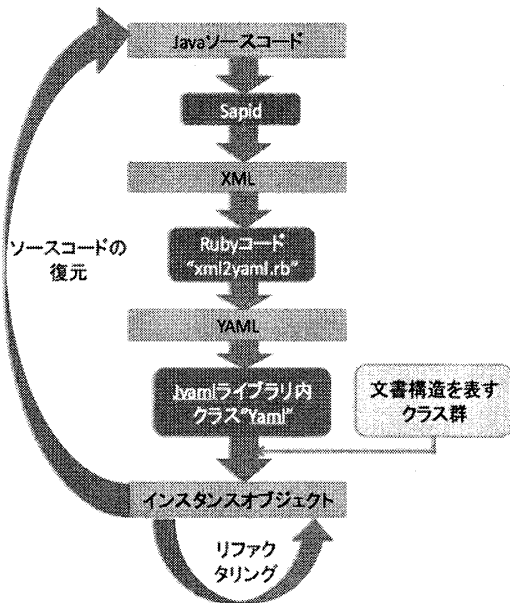 Javaソースコード
Sapid
XML
ソースコードの
復元
Rubyコード
"xml2yaml.rb"
YAML
Jyamlライブラリ内
クラス"Yaml"
文書構造を表す
クラス群
インスタンスオブジェクト
リファク
タリング